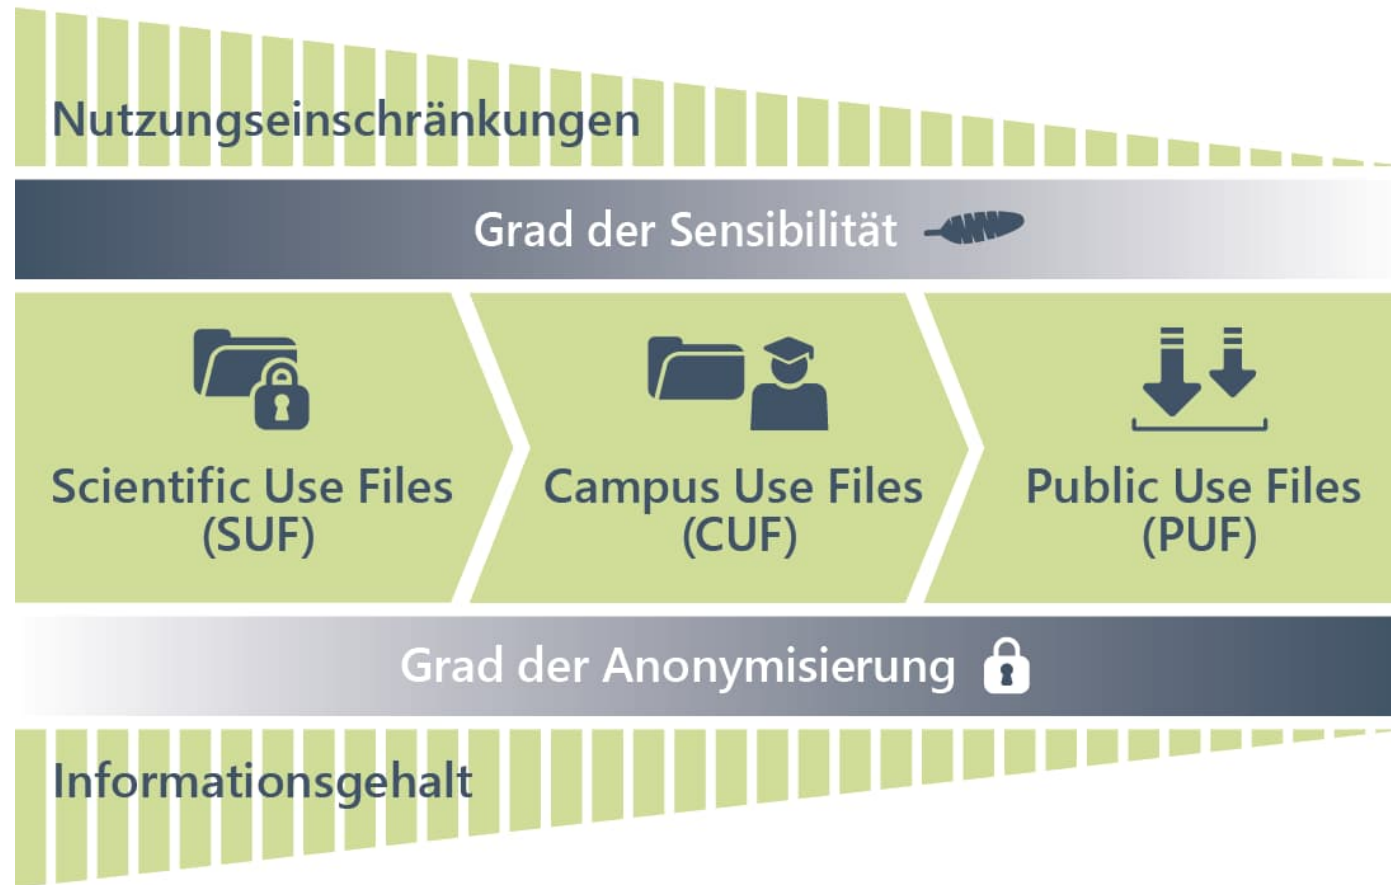 Nutzungseinschränkungen
Grad der Sensibilität
Scientific Use Files
(SUF)
Campus Use Files
(CUF)
Public Use Files
(PUF)
Grad der Anonymisierung
Informationsgehalt